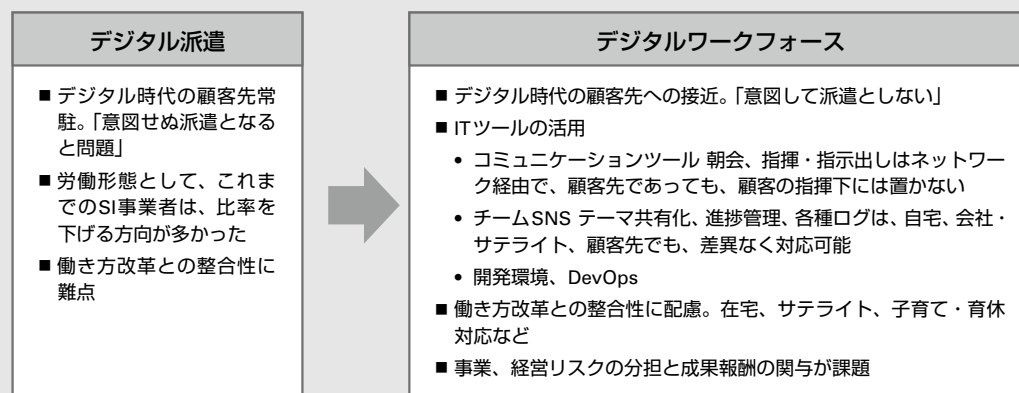 デジタル派遣
■ デジタル時代の顧客先常
駐。「意図せぬ派遣となる
と問題」
■ 労働形態として、これま
でのSI事業者は、比率を
下げる方向が多かった
■ 働き方改革との整合性に
難点
デジタルワークフォース
■ デジタル時代の顧客先への接近。「意図して派遣としない」
■ ITツールの活用
• コミュニケーションツール 朝会、指揮・指示出しはネットワー
ク経由で、顧客先であっても、顧客の指揮下には置かない
• チームSNS テーマ共有化、進捗管理、各種ログは、自宅、会社・
サテライト、顧客先でも、差異なく対応可能
• 開発環境、DevOps
■ 働き方改革との整合性に配慮。在宅、サテライト、子育て・育休
対応など
■ 事業、経営リスクの分担と成果報酬の関与が課題